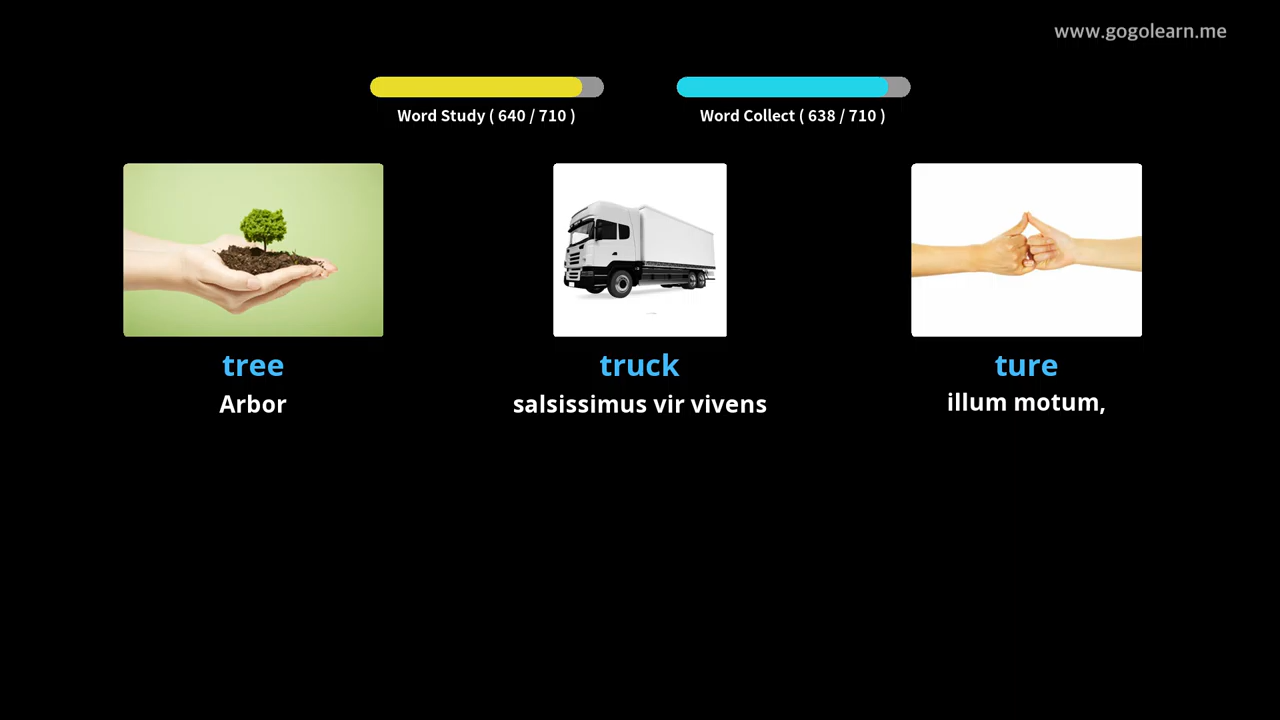 www.gogolearn.me
Word Study ( 640 / 710 )
Word Collect ( 638 / 710 )
tree
Arbor
truck
salsissimus vir vivens
ture
illum motum,